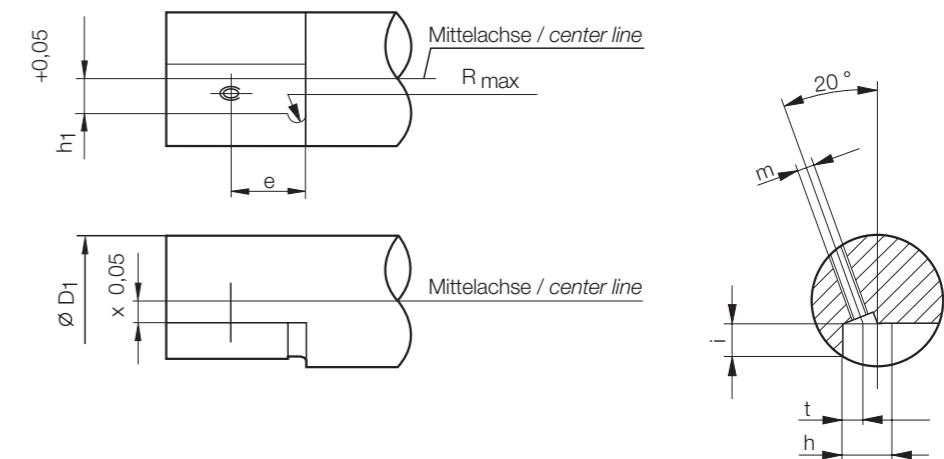 +0,05
h1
Mittelachse / center line
R max
e
Ø D1
x 0,05
Mittelachse / center line
20 °
m
i
t
h